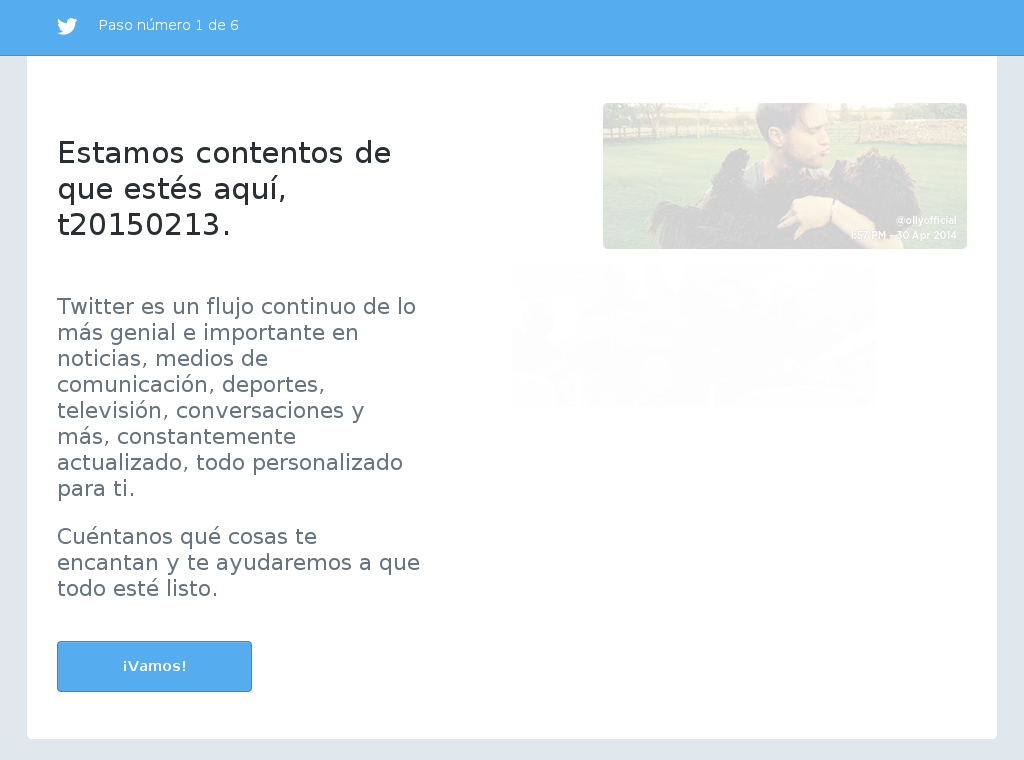 Paso número 1 de 6
Estamos contentos de
que estés aquí,
t20150213.
Twitter es un flujo continuo de lo
más genial e importante en
noticias, medios de
comunicación, deportes,
televisión, conversaciones y
más, constantemente
actualizado, todo personalizado
para ti.
Cuéntanos qué cosas te
encantan y te ayudaremos a que
todo esté listo.
¡Vamos!
@ollyofficial
1:57 PM - 30 Apr 2014